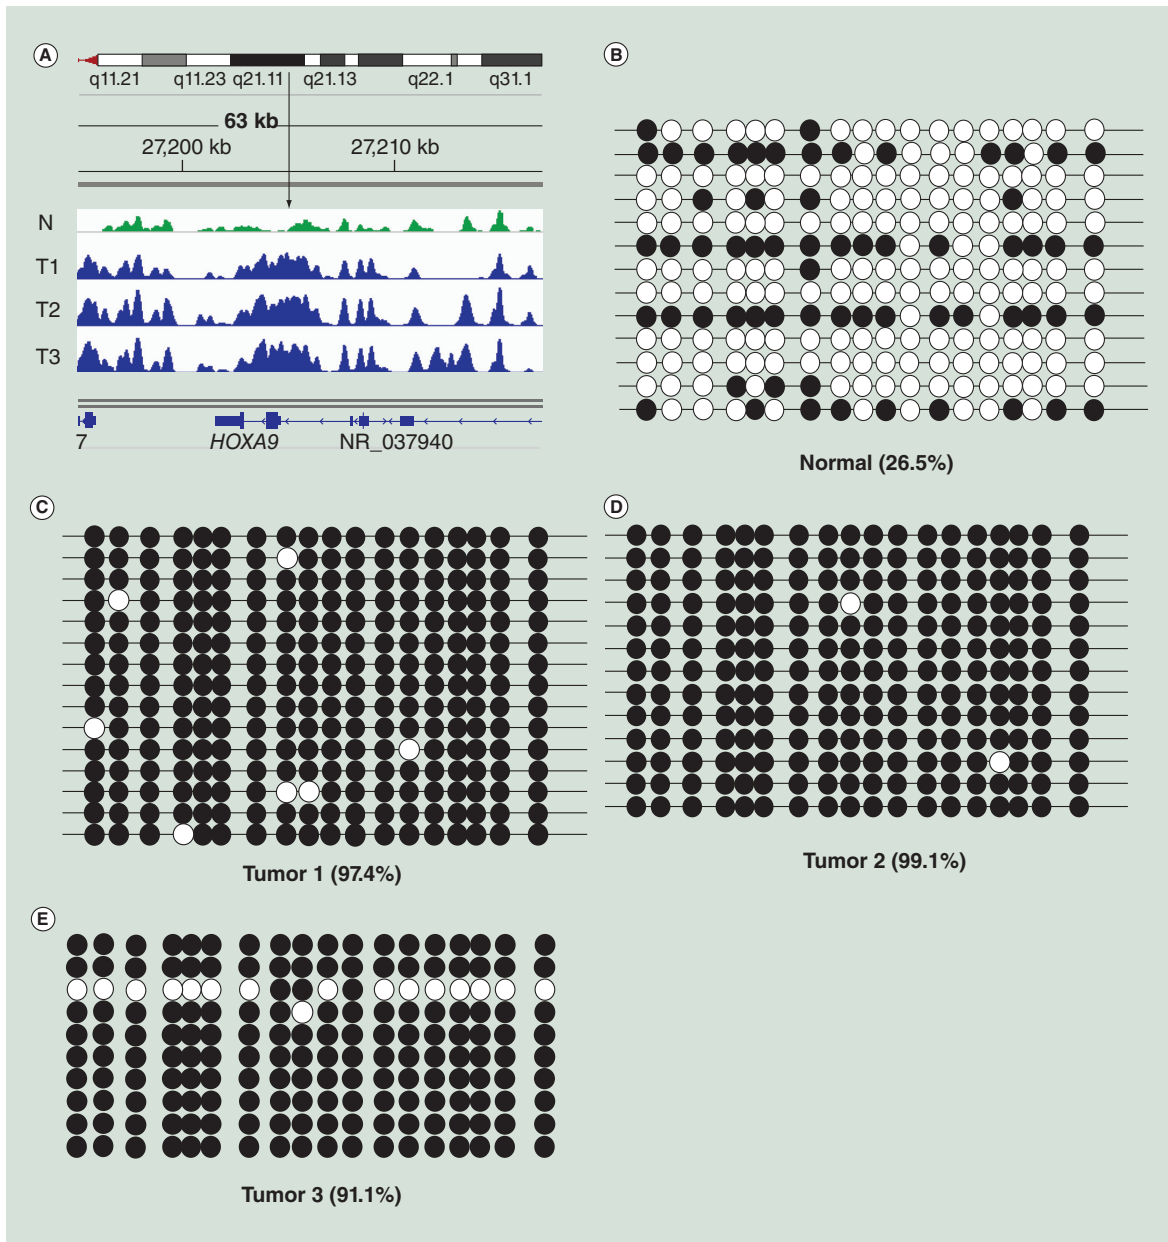 A
q11.21 q11.23 q21.11 q21.13 q22.1 q31.1
63 kb
27,200 kb 27,210 kb
N
T1
T2
T3
7 HOXA9 NR_037940
B
Normal (26.5%)
C
Tumor 1 (97.4%)
D
Tumor 2 (99.1%)
E
Tumor 3 (91.1%)